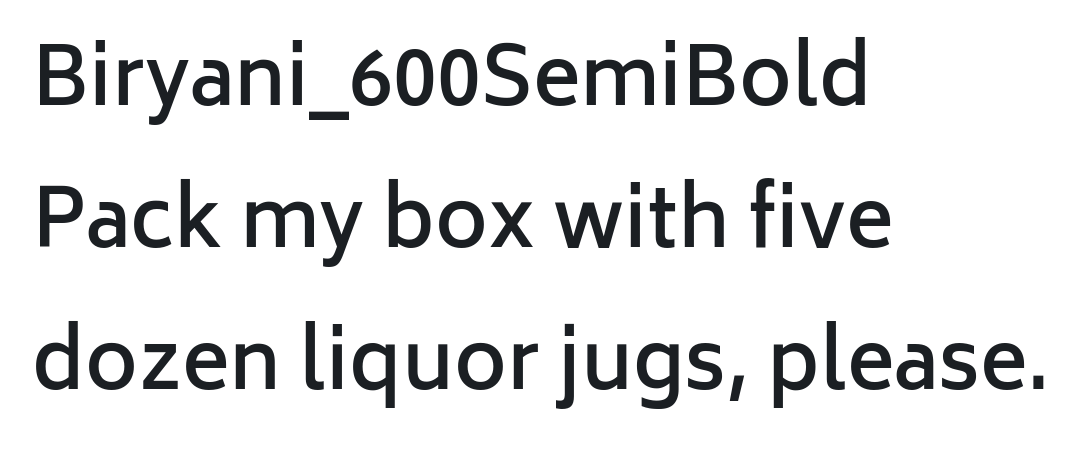 Biryani_600SemiBold
Pack my box with five
dozen liquor jugs, please.